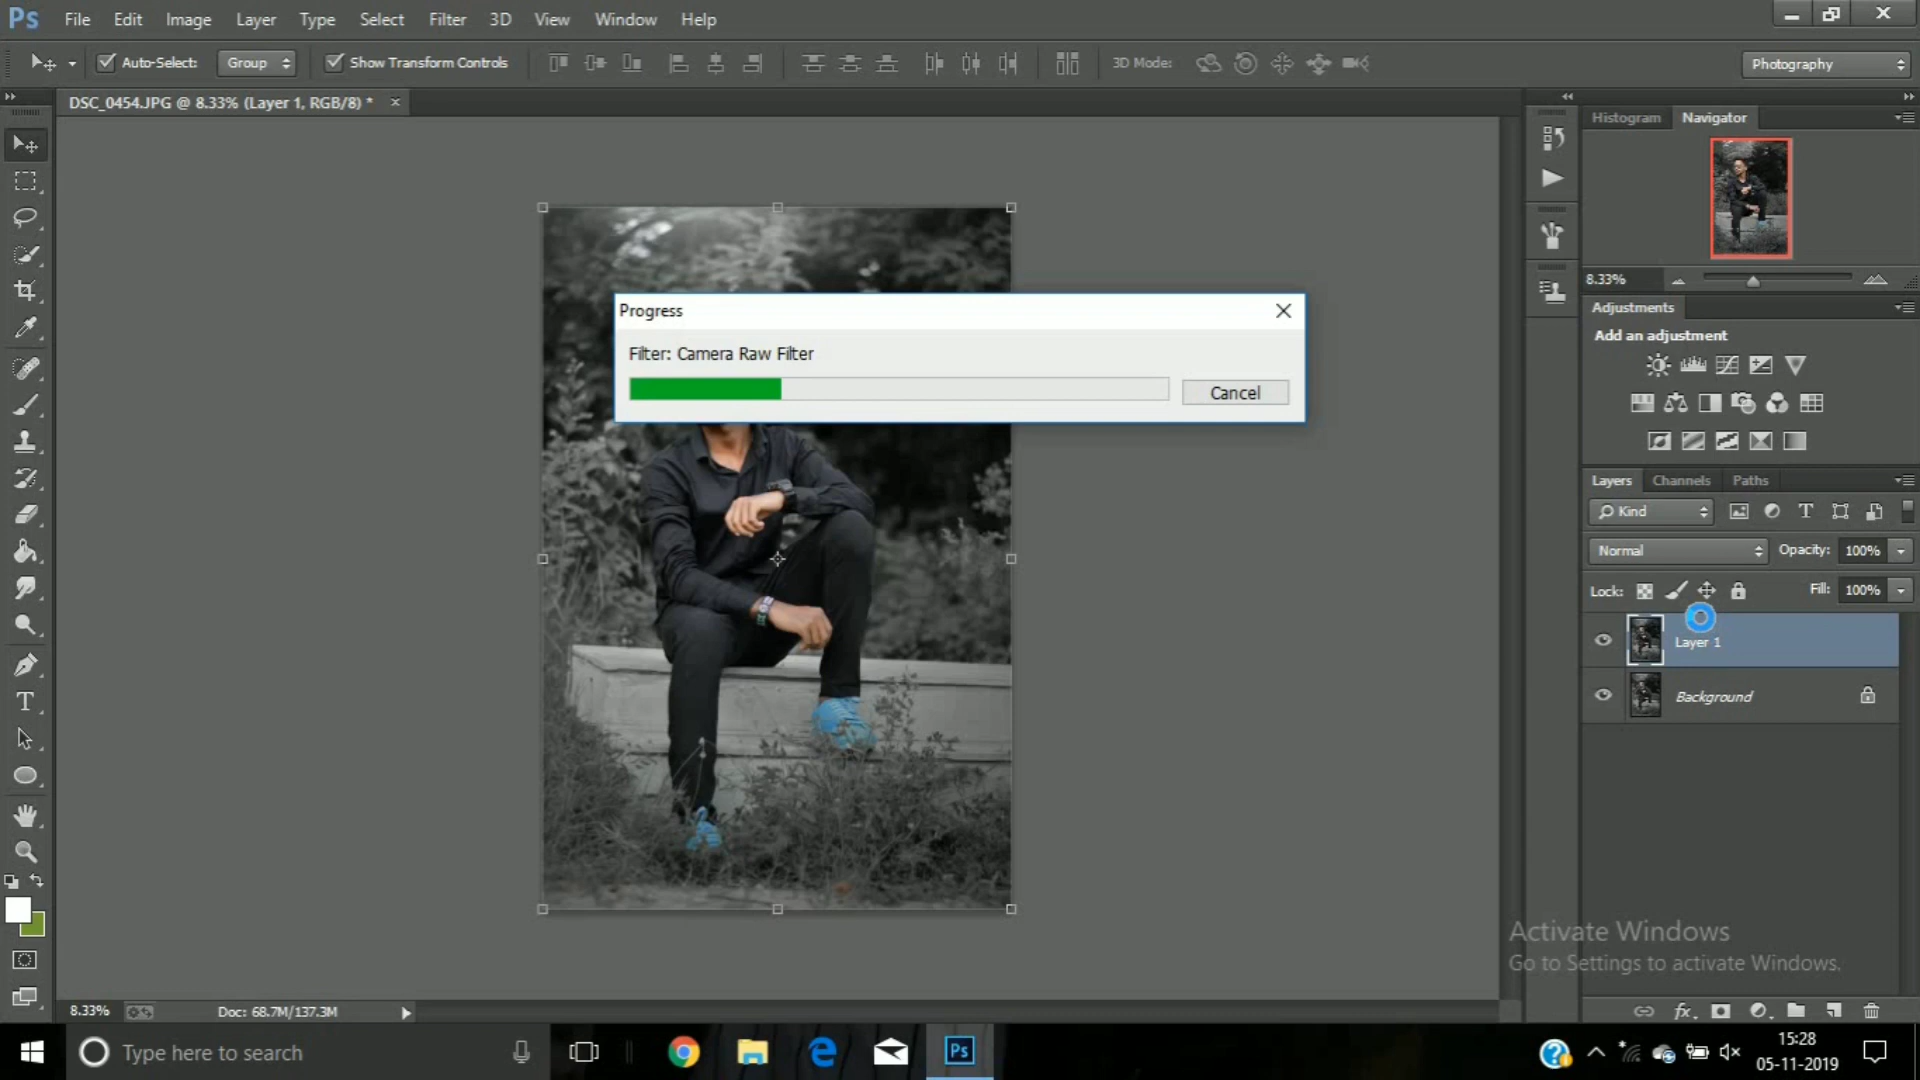 Ps File Edit Image Layer Type Select Filter 3D View Window Help
Auto-Select: Group Show Transform Controls 3D Mode: Photography
DSC_0454.JPG @ 8.33% (Layer 1, RGB/8) * ×
Histogram Navigator
8.33%
Adjustments
Add an adjustment
Progress
Filter: Camera Raw Filter
Cancel
Layers Channels Paths
Kind
Normal Opacity: 100%
Lock: Fill: 100%
Layer 1
Background
Activate Windows
Go to Settings to activate Windows.
8.33% Doc: 68.7M/137.3M
Type here to search
Ps
15:28
05-11-2019